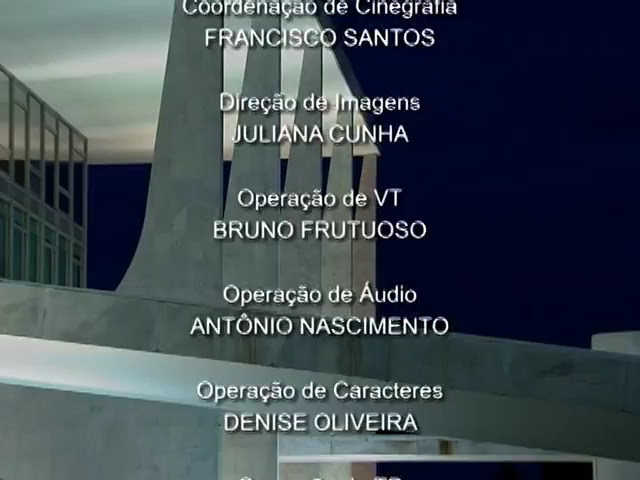 Coordenação de Cinegrafia
FRANCISCO SANTOS
Direção de Imagens
JULIANA CUNHA
Operação de VT
BRUNO FRUTUOSO
Operação de Áudio
ANTÔNIO NASCIMENTO
Operação de Caracteres
DENISE OLIVEIRA